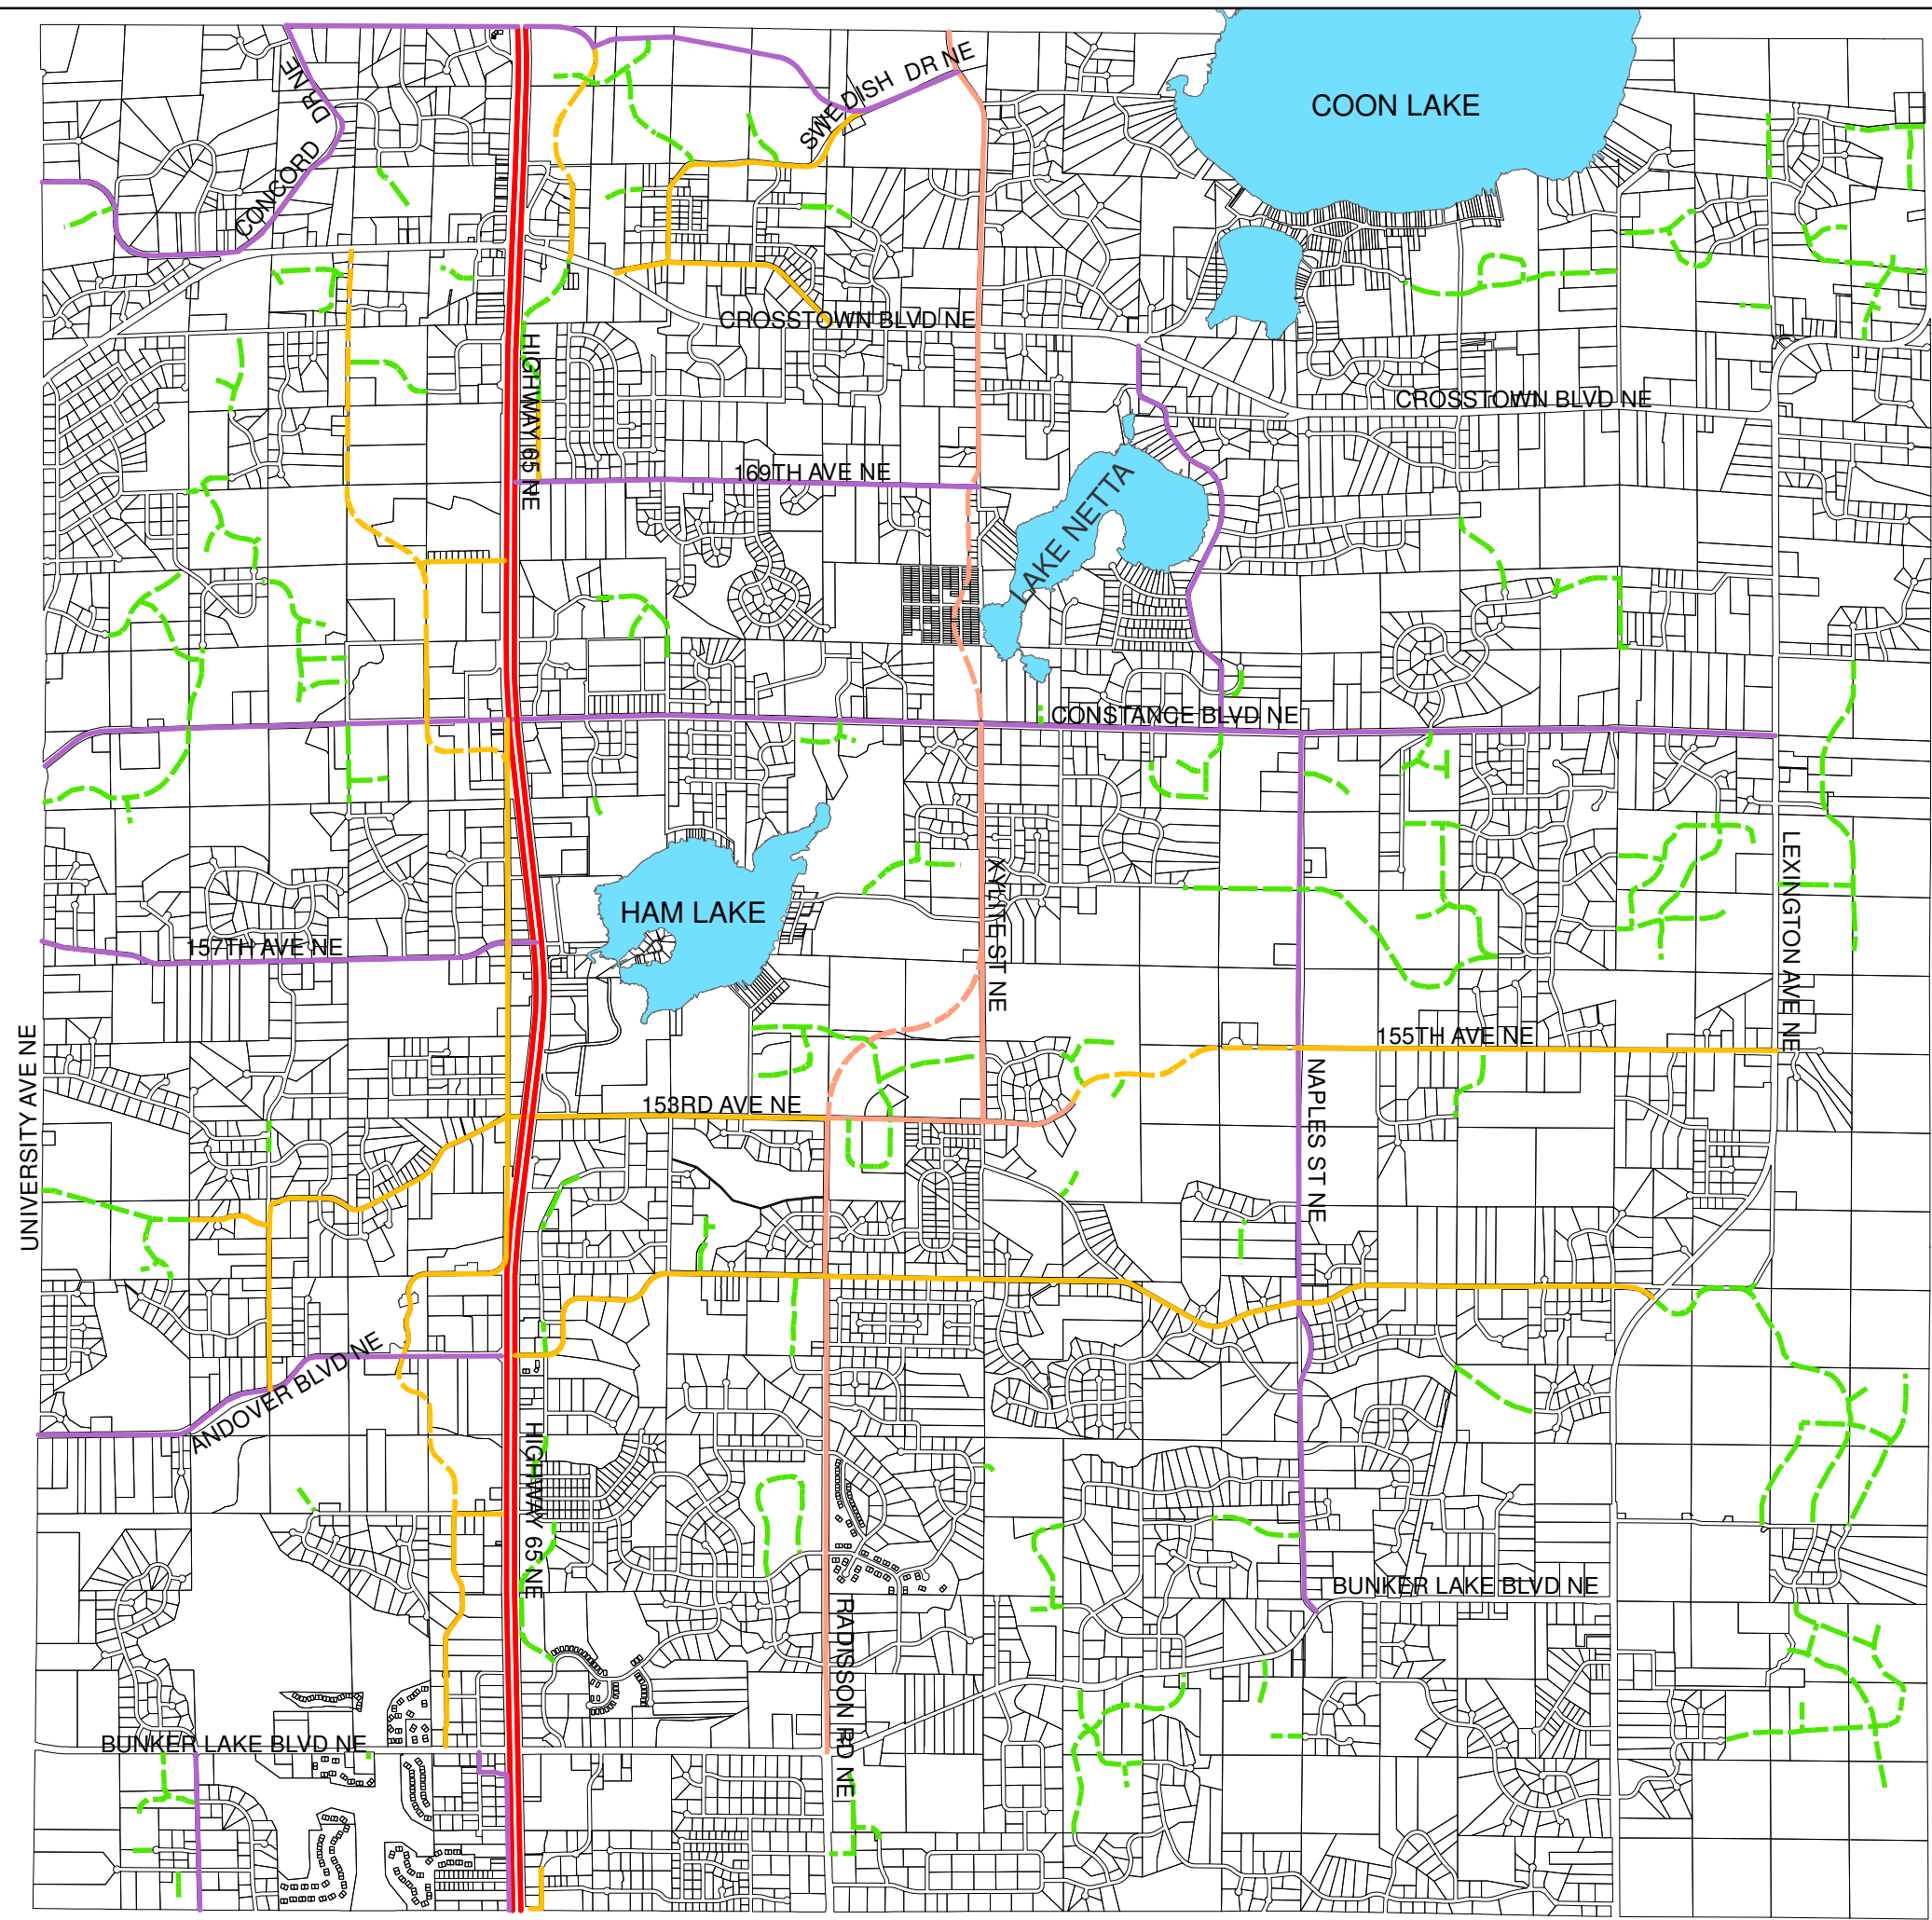 COON LAKE
SWEDISH DR NE
CONCORD DR NE
CROSSTOWN BLVD NE
HIGHWAY 65 NE
CROSSTOWN BLVD NE
169TH AVE NE
LAKE NETTA
CONSTANCE BLVD NE
HAM LAKE
XYLITE ST NE
LEXINGTON AVE NE
157TH AVE NE
155TH AVE NE
UNIVERSITY AVE NE
153RD AVE NE
NAPLES ST NE
ANDOVER BLVD NE
HIGHWAY 65 NE
BUNKER LAKE BLVD NE
RADISSON RD NE
BUNKER LAKE BLVD NE